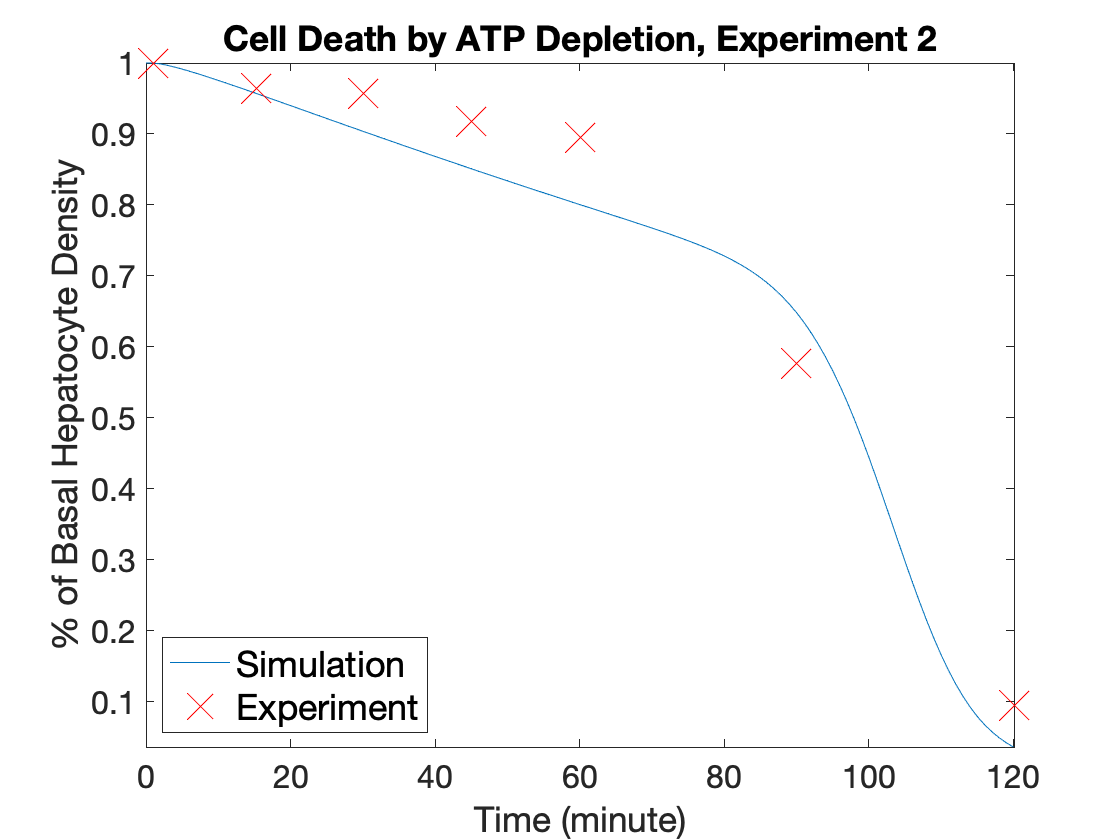 Cell Death by ATP Depletion, Experiment 2
% of Basal Hepatocyte Density
1
0.9
0.8
0.7
0.6
0.5
0.4
0.3
0.2
0.1
Simulation
Experiment
0 20 40 60 80 100 120
Time (minute)